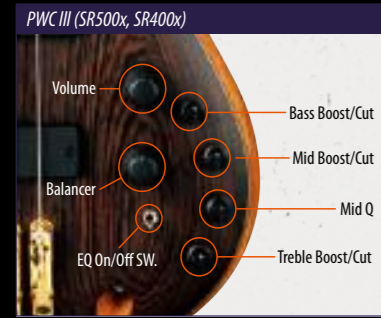 PWC III (SR500x, SR400x)
Volume
Bass Boost/Cut
Mid Boost/Cut
Balancer
Mid Q
EQ On/Off SW.
Treble Boost/Cut